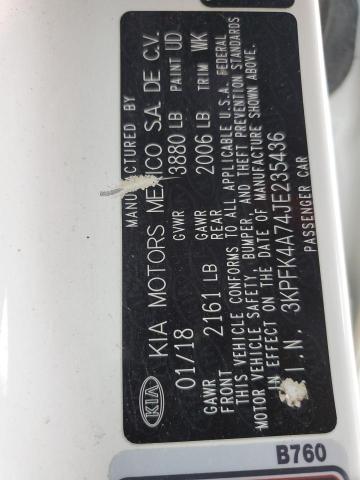 MANUFACTURED BY
KIA KIA MOTORS MEXICO S.A. DE C.V.
01/18 GVWR 3880 LB PAINT UD
GAWR FRONT 2161 LB GAWR REAR 2006 LB TRIM WK
THIS VEHICLE CONFORMS TO ALL APPLICABLE U.S.A. FEDERAL
MOTOR VEHICLE SAFETY, BUMPER, AND THEFT PREVENTION STANDARDS
IN EFFECT ON THE DATE OF MANUFACTURE SHOWN ABOVE.
V.I.N. 3KPFK4A74JE235436
PASSENGER CAR
B760